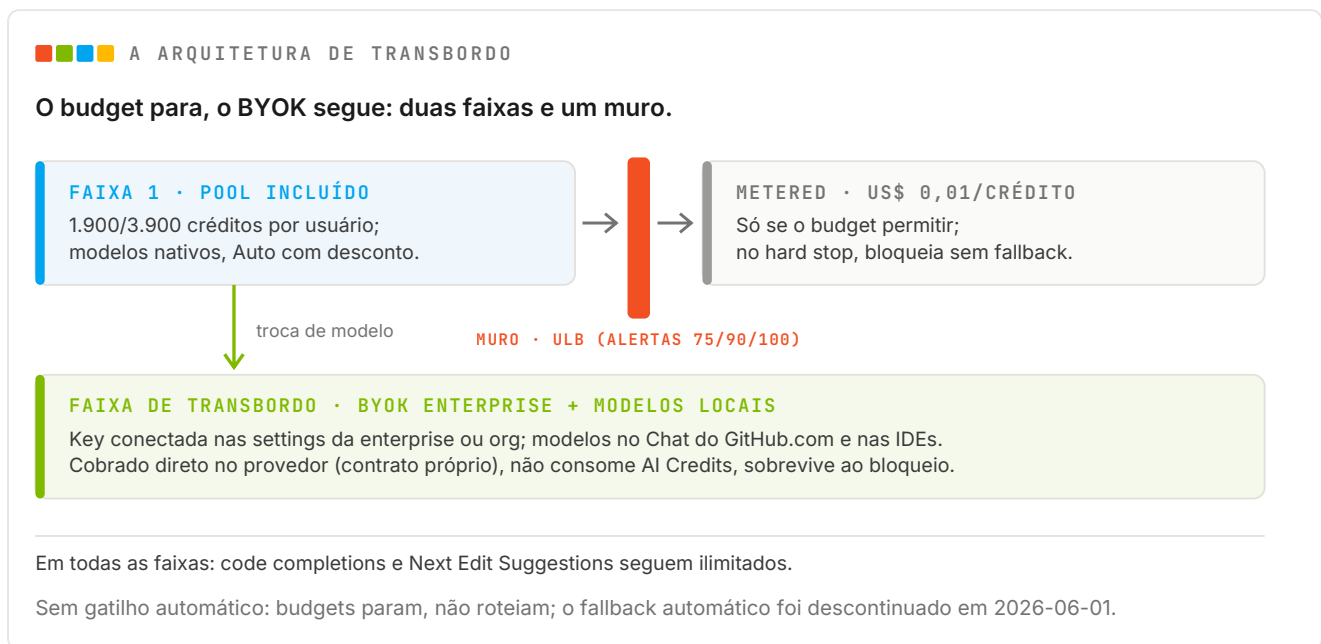 A ARQUITETURA DE TRANSBORDO
O budget para, o BYOK segue: duas faixas e um muro.
FAIXA 1 · POOL INCLUÍDO
1.900/3.900 créditos por usuário;
modelos nativos, Auto com desconto.
METERED · US$ 0,01/CRÉDITO
Só se o budget permitir;
no hard stop, bloqueia sem fallback.
troca de modelo
MURO · ULB (ALERTAS 75/90/100)
FAIXA DE TRANSBORDO · BYOK ENTERPRISE + MODELOS LOCAIS
Key conectada nas settings da enterprise ou org; modelos no Chat do GitHub.com e nas IDEs.
Cobrado direto no provedor (contrato próprio), não consome AI Credits, sobrevive ao bloqueio.
Em todas as faixas: code completions e Next Edit Suggestions seguem ilimitados.
Sem gatilho automático: budgets param, não roteiam; o fallback automático foi descontinuado em 2026-06-01.